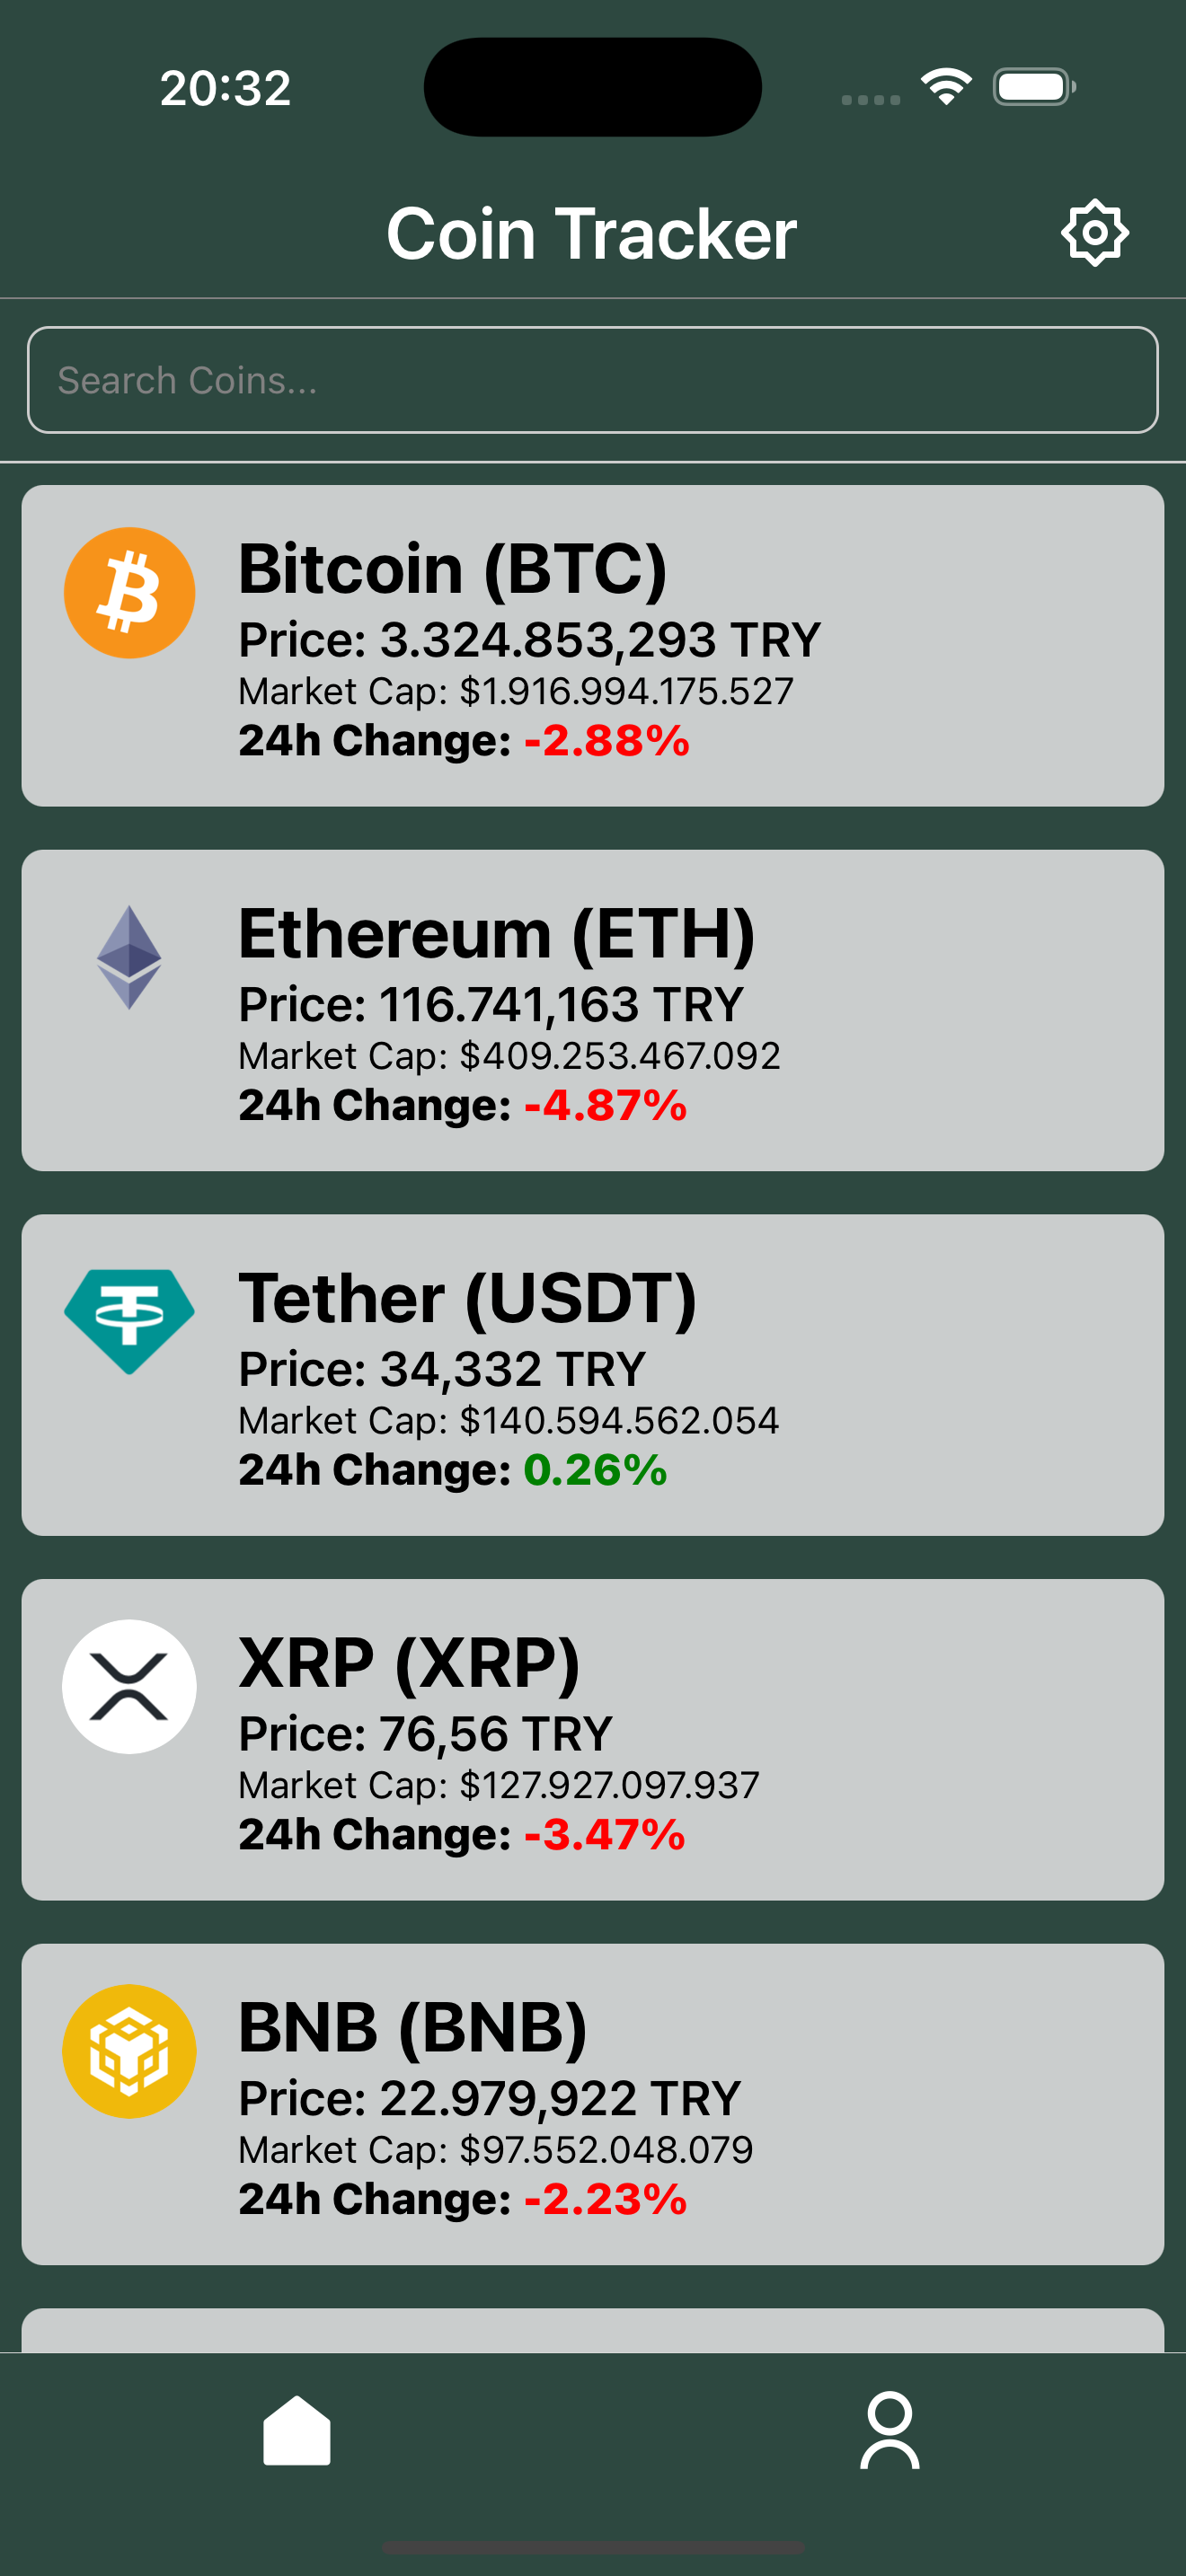 20:32
Coin Tracker
Search Coins...
Bitcoin (BTC)
Price: 3.324.853,293 TRY
Market Cap: $1.916.994.175.527
24h Change: -2.88%
Ethereum (ETH)
Price: 116.741,163 TRY
Market Cap: $409.253.467.092
24h Change: -4.87%
Tether (USDT)
Price: 34,332 TRY
Market Cap: $140.594.562.054
24h Change: 0.26%
XRP (XRP)
Price: 76,56 TRY
Market Cap: $127.927.097.937
24h Change: -3.47%
BNB (BNB)
Price: 22.979,922 TRY
Market Cap: $97.552.048.079
24h Change: -2.23%